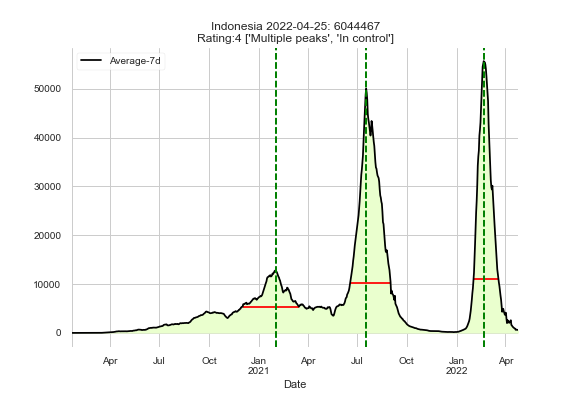 Indonesia 2022-04-25: 6044467
Rating:4 ['Multiple peaks', 'In control']
Average-7d
50000
40000
30000
20000
10000
0
Apr Jul Oct Jan Apr Jul Oct Jan Apr
2021 2022
Date